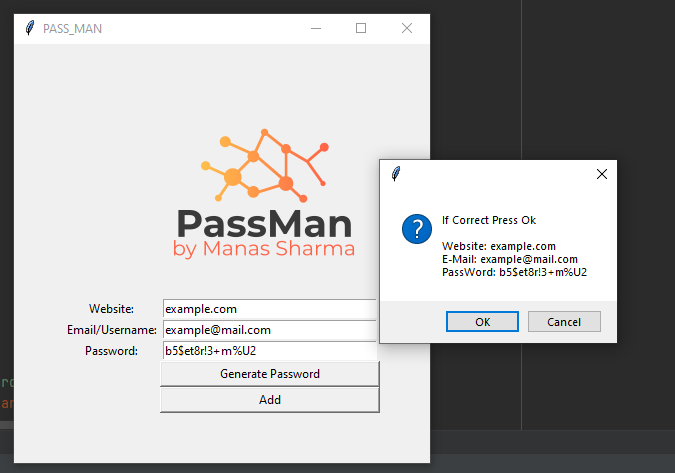 PASS_MAN
PassMan
by Manas Sharma
Website: example.com
Email/Username: example@mail.com
Password: b5$et8r!3+m%U2
Generate Password
Add
If Correct Press Ok
Website: example.com
E-Mail: example@mail.com
PassWord: b5$et8r!3+m%U2
OK Cancel